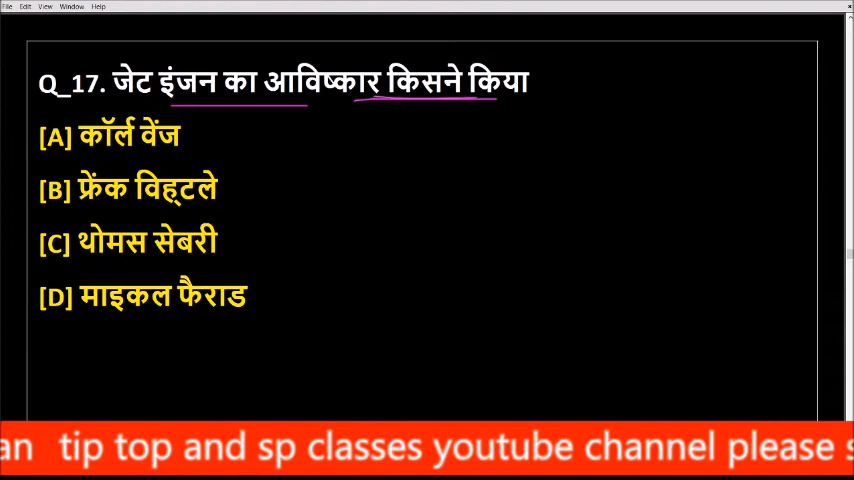 File Edit View Window Help
Q_17. जेट इंजन का आविष्कार किसने किया
[A] कॉर्ल वेंज
[B] फ्रेंक विह्टले
[C] थोमस सेबरी
[D] माइकल फैराड
an tip top and sp classes youtube channel please s